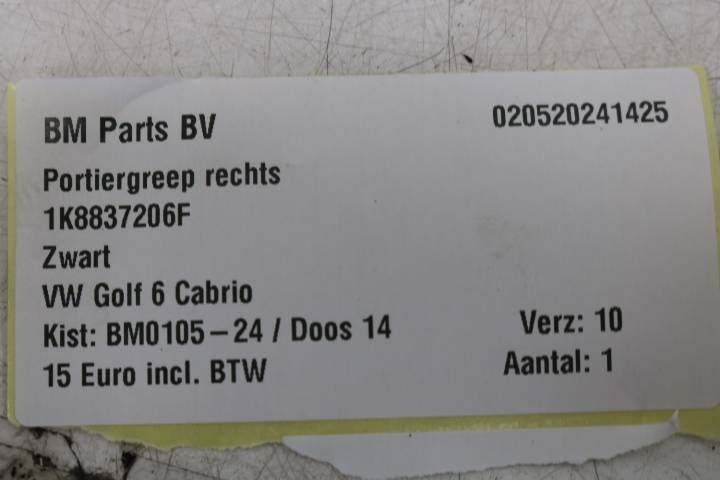 BM Parts BV 020520241425
Portiergreep rechts
1K8837206F
Zwart
VW Golf 6 Cabrio
Kist: BM0105-24 / Doos 14 Verz: 10
15 Euro incl. BTW Aantal: 1